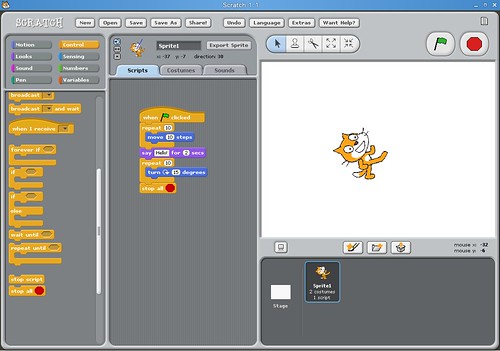 Scratch 1.1
SCRATCH
New Open Save Save As Share! Undo Language Extras Want Help?
Motion Control
Looks Sensing
Sound Numbers
Pen Variables
broadcast
broadcast and wait
when I receive
forever if
if
if
else
wait until
repeat until
stop script
stop all
Sprite1
Export Sprite
x: -32 y: -7 direction: 38
Scripts Costumes Sounds
when clicked
repeat 10
move 10 steps
say Hello! for 2 secs
repeat 10
turn 15 degrees
stop all
mouse x: -32
mouse y: -6
Stage
Sprite1
2 costumes
1 script